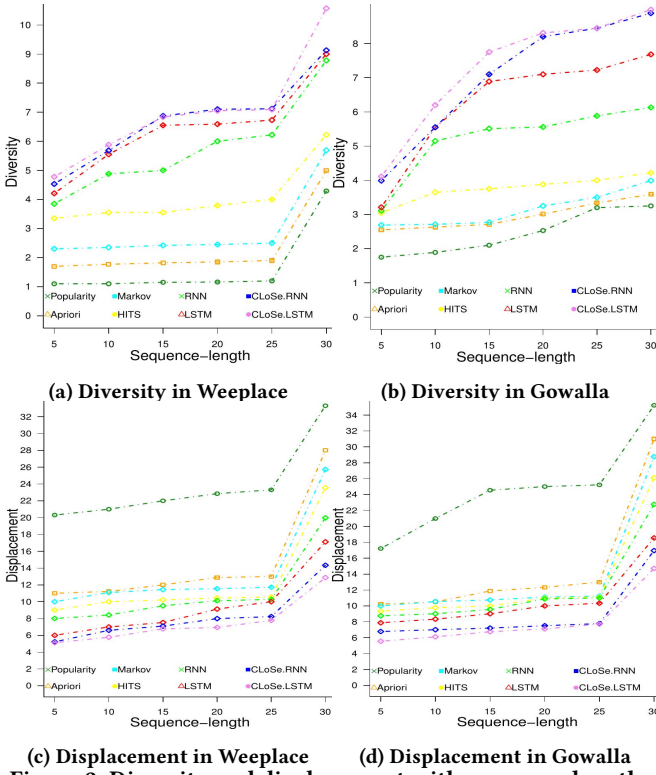 10
9
8
7
6
5
4
3
2
1
0
Diversity
×Popularity ■Markov ×RNN ■CLoSe.RNN
△Apriori ●HITS △LSTM ●CLoSe.LSTM
5 10 15 20 25 30
Sequence−length
(a) Diversity in Weeplace
8
7
6
5
4
3
2
1
0
Diversity
×Popularity ■Markov ×RNN ■CLoSe.RNN
△Apriori ●HITS △LSTM ●CLoSe.LSTM
5 10 15 20 25 30
Sequence−length
(b) Diversity in Gowalla
32
28
26
24
22
20
18
16
14
12
10
8
6
4
2
0
Displacement
×Popularity ■Markov ×RNN ■CLoSe.RNN
△Apriori ●HITS △LSTM ●CLoSe.LSTM
5 10 15 20 25 30
Sequence−length
(c) Displacement in Weeplace
34
32
28
26
24
22
20
18
16
14
12
10
8
6
4
2
0
Displacement
×Popularity ■Markov ×RNN ■CLoSe.RNN
△Apriori ●HITS △LSTM ●CLoSe.LSTM
5 10 15 20 25 30
Sequence−length
(d) Displacement in Gowalla